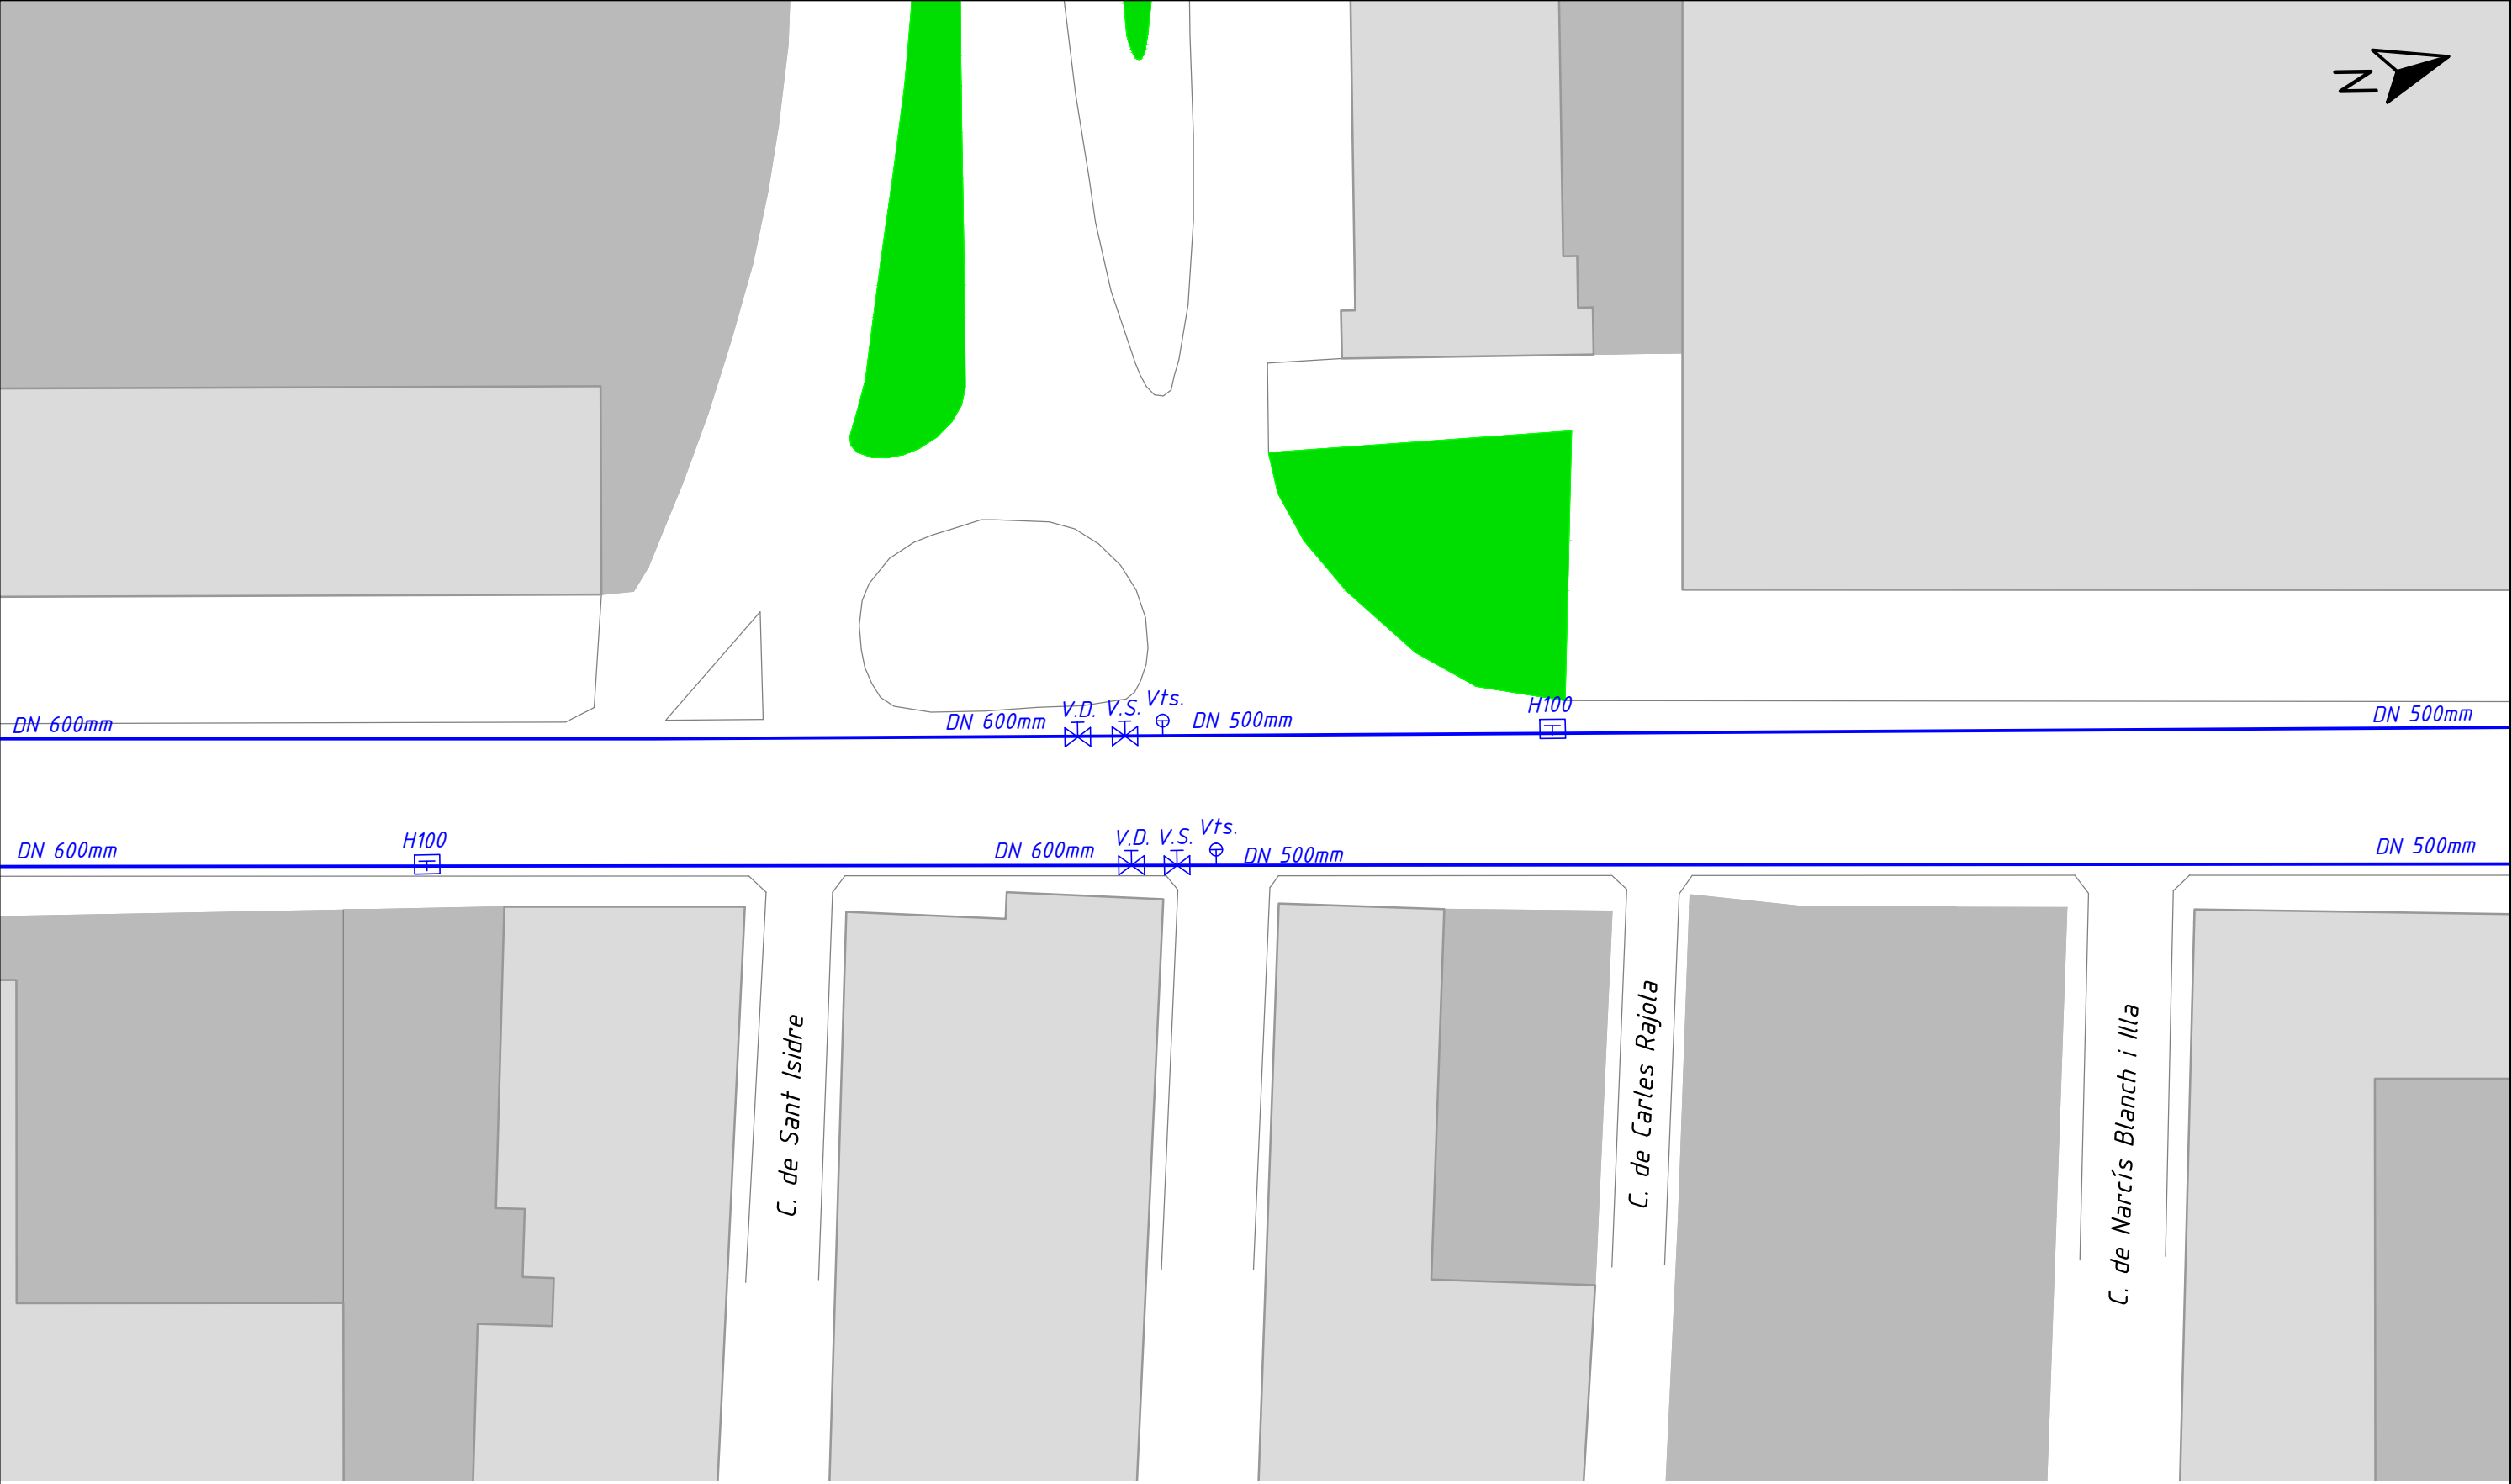 N
Vts.
V.D.
V.S.
H100
DN 600mm
DN 600mm
DN 500mm
DN 500mm
Vts.
V.D.
V.S.
H100
DN 600mm
DN 600mm
DN 500mm
DN 500mm
C. de Sant Isidre
C. de Carles Rajola
C. de Narcís Blanch i Illa